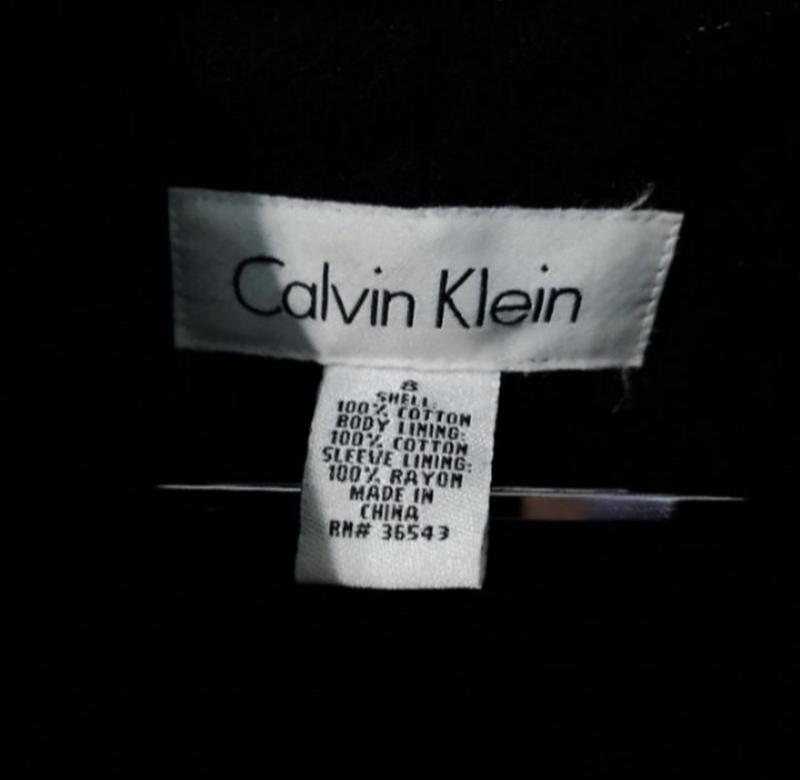 Calvin Klein
8
SHELL:
100% COTTON
BODY LINING:
100% COTTON
SLEEVE LINING:
100% RAYON
MADE IN
CHINA
RN# 36543